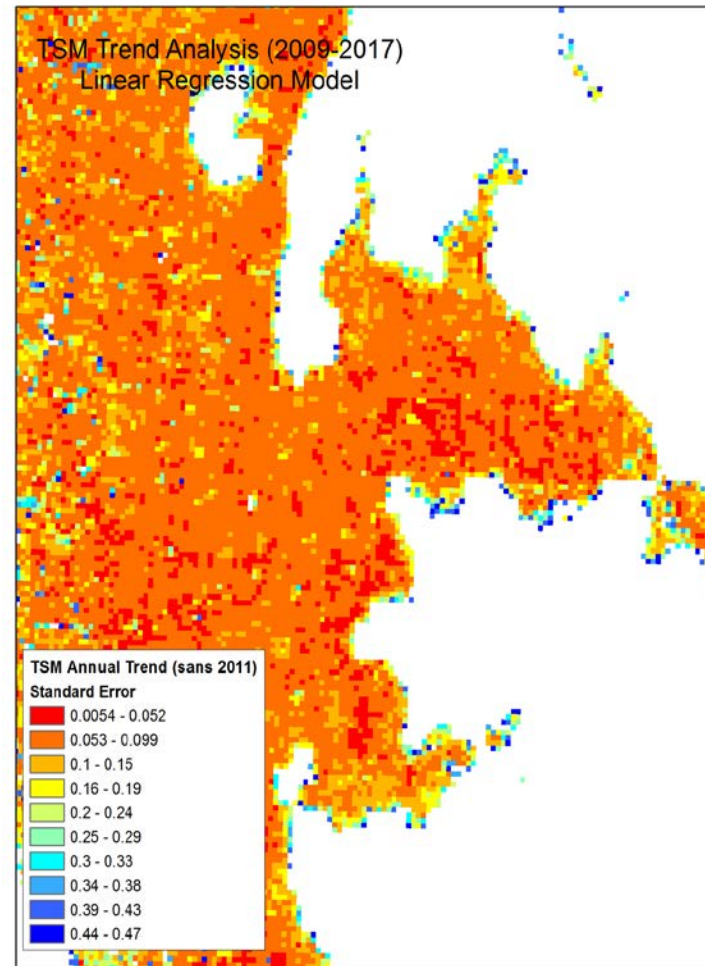 TSM Trend Analysis (2009-2017)
Linear Regression Model
TSM Annual Trend (sans 2011)
Standard Error
0.0054 - 0.052
0.053 - 0.099
0.1 - 0.15
0.16 - 0.19
0.2 - 0.24
0.25 - 0.29
0.3 - 0.33
0.34 - 0.38
0.39 - 0.43
0.44 - 0.47